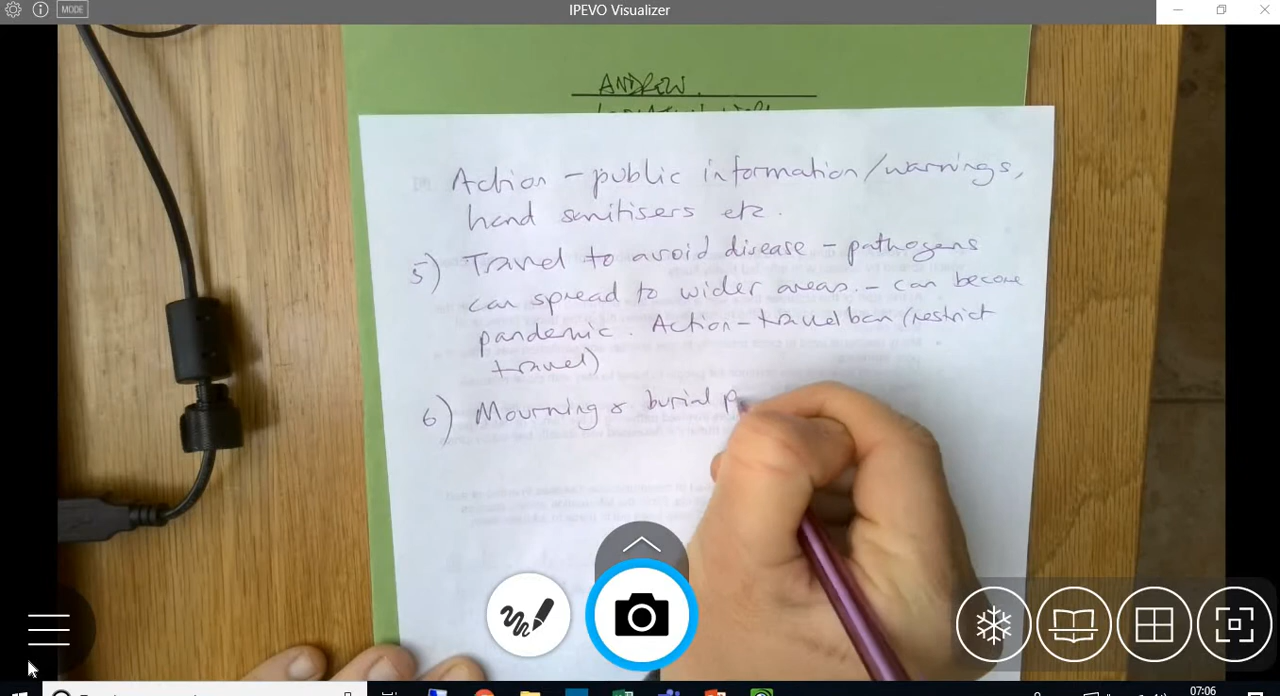 MODE
IPEVO Visualizer
ANDREW.
Action - public information/warnings,
hand sanitisers etc.
5) Travel to avoid disease - pathogens
can spread to wider areas. - can become
pandemic. Action - travel ban (restrict
travel)
6) Mourning & burial p
07:06